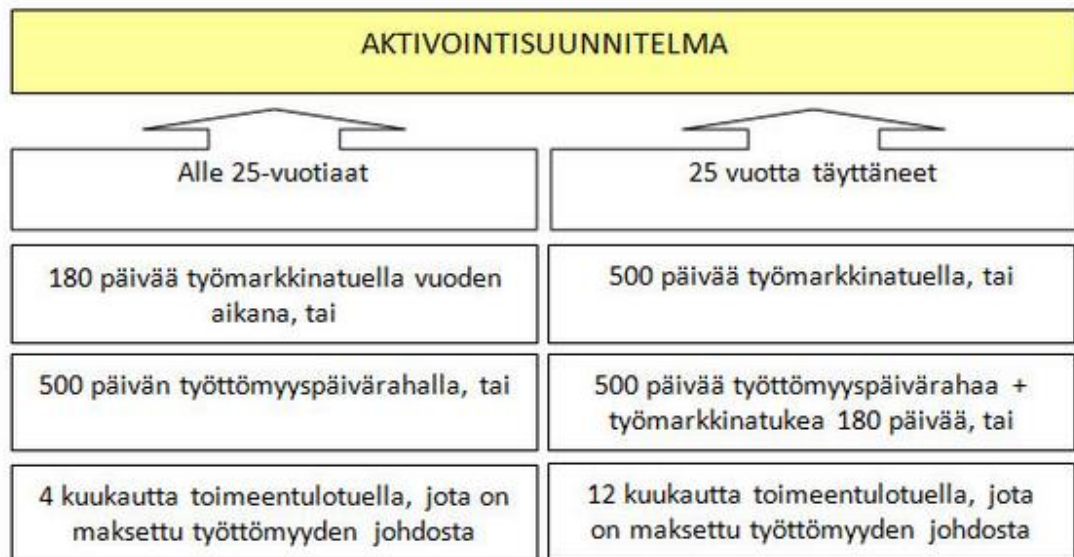 AKTIVOINTISUUNNITELMA
Alle 25-vuotiaat
180 päivää työmarkkinatuella vuoden
aikana, tai
500 päivän työttömyyspäivärahalla, tai
4 kuukautta toimeentulotuella, jota on
maksettu työttömyyden johdosta
25 vuotta täyttäneet
500 päivää työmarkkinatuella, tai
500 päivää työttömyyspäivärahaa +
työmarkkinatukea 180 päivää, tai
12 kuukautta toimeentulotuella, jota
on maksettu työttömyyden johdosta